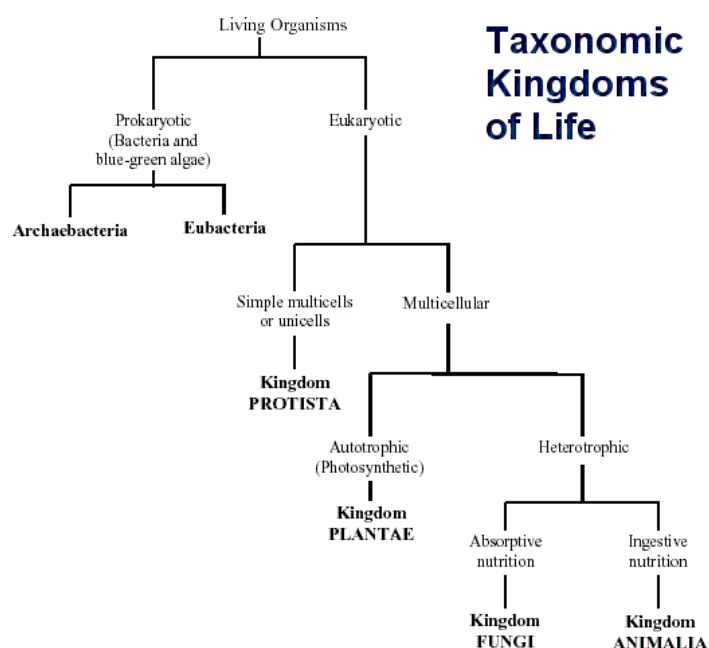 Living Organisms
Taxonomic
Kingdoms
of Life
Prokaryotic
(Bacteria and
blue-green algae)
Eukaryotic
Archaebacteria
Eubacteria
Simple multicells
or unicells
Multicellular
Kingdom
PROTISTA
Autotrophic
(Photosynthetic)
Heterotrophic
Kingdom
PLANTAE
Absorptive
nutrition
Ingestive
nutrition
Kingdom
FUNGI
Kingdom
ANIMALIA